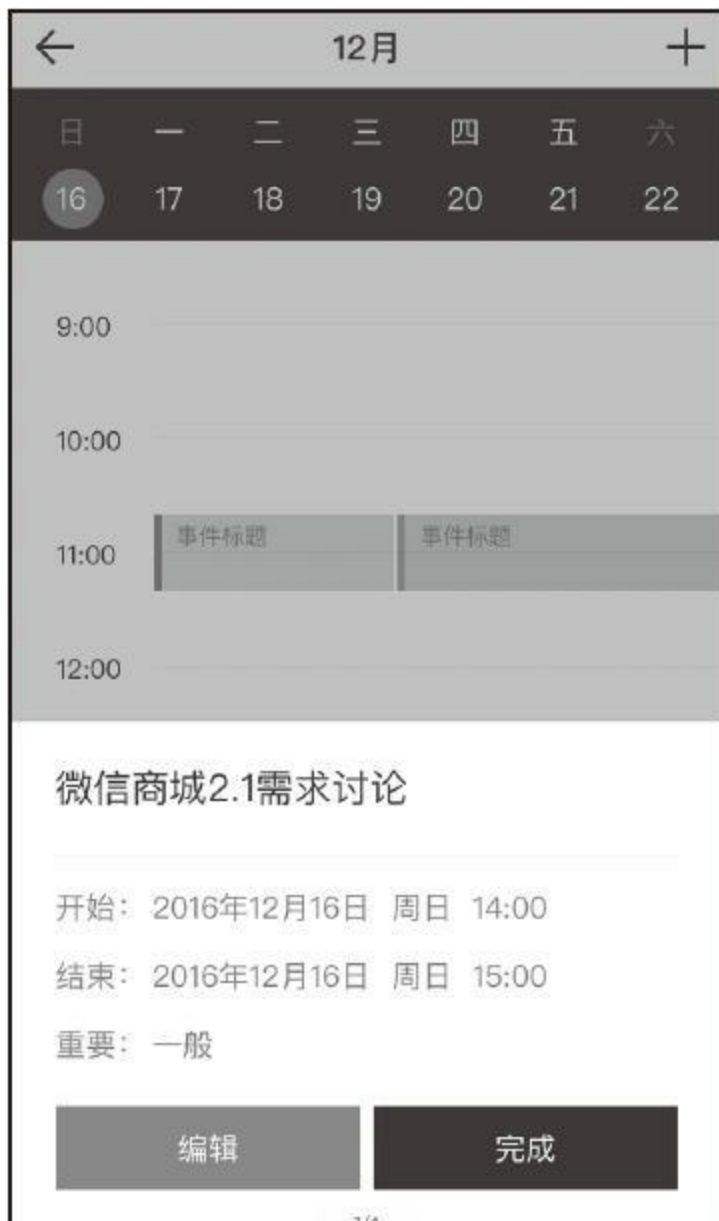 12月
日 一 二 三 四 五 六
16 17 18 19 20 21 22
9:00
10:00
事件标题 事件标题
11:00
12:00
微信商城2.1需求讨论
开始： 2016年12月16日 周日 14:00
结束： 2016年12月16日 周日 15:00
重要： 一般
编辑 完成